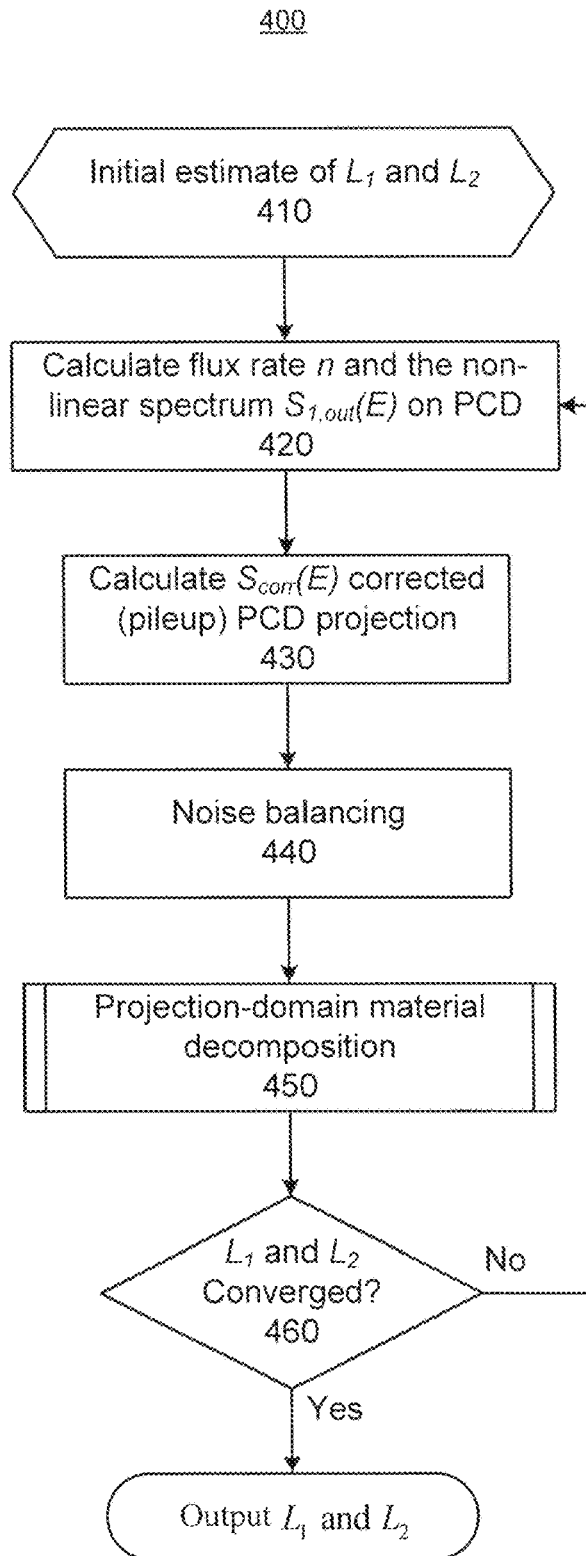 400
Initial estimate of L1 and L2
410
Calculate flux rate n and the non-
linear spectrum S1,out(E) on PCD
420
Calculate Scorr(E) corrected
(pileup) PCD projection
430
Noise balancing
440
Projection-domain material
decomposition
450
L1 and L2
Converged?
460
No
Yes
Output L1 and L2